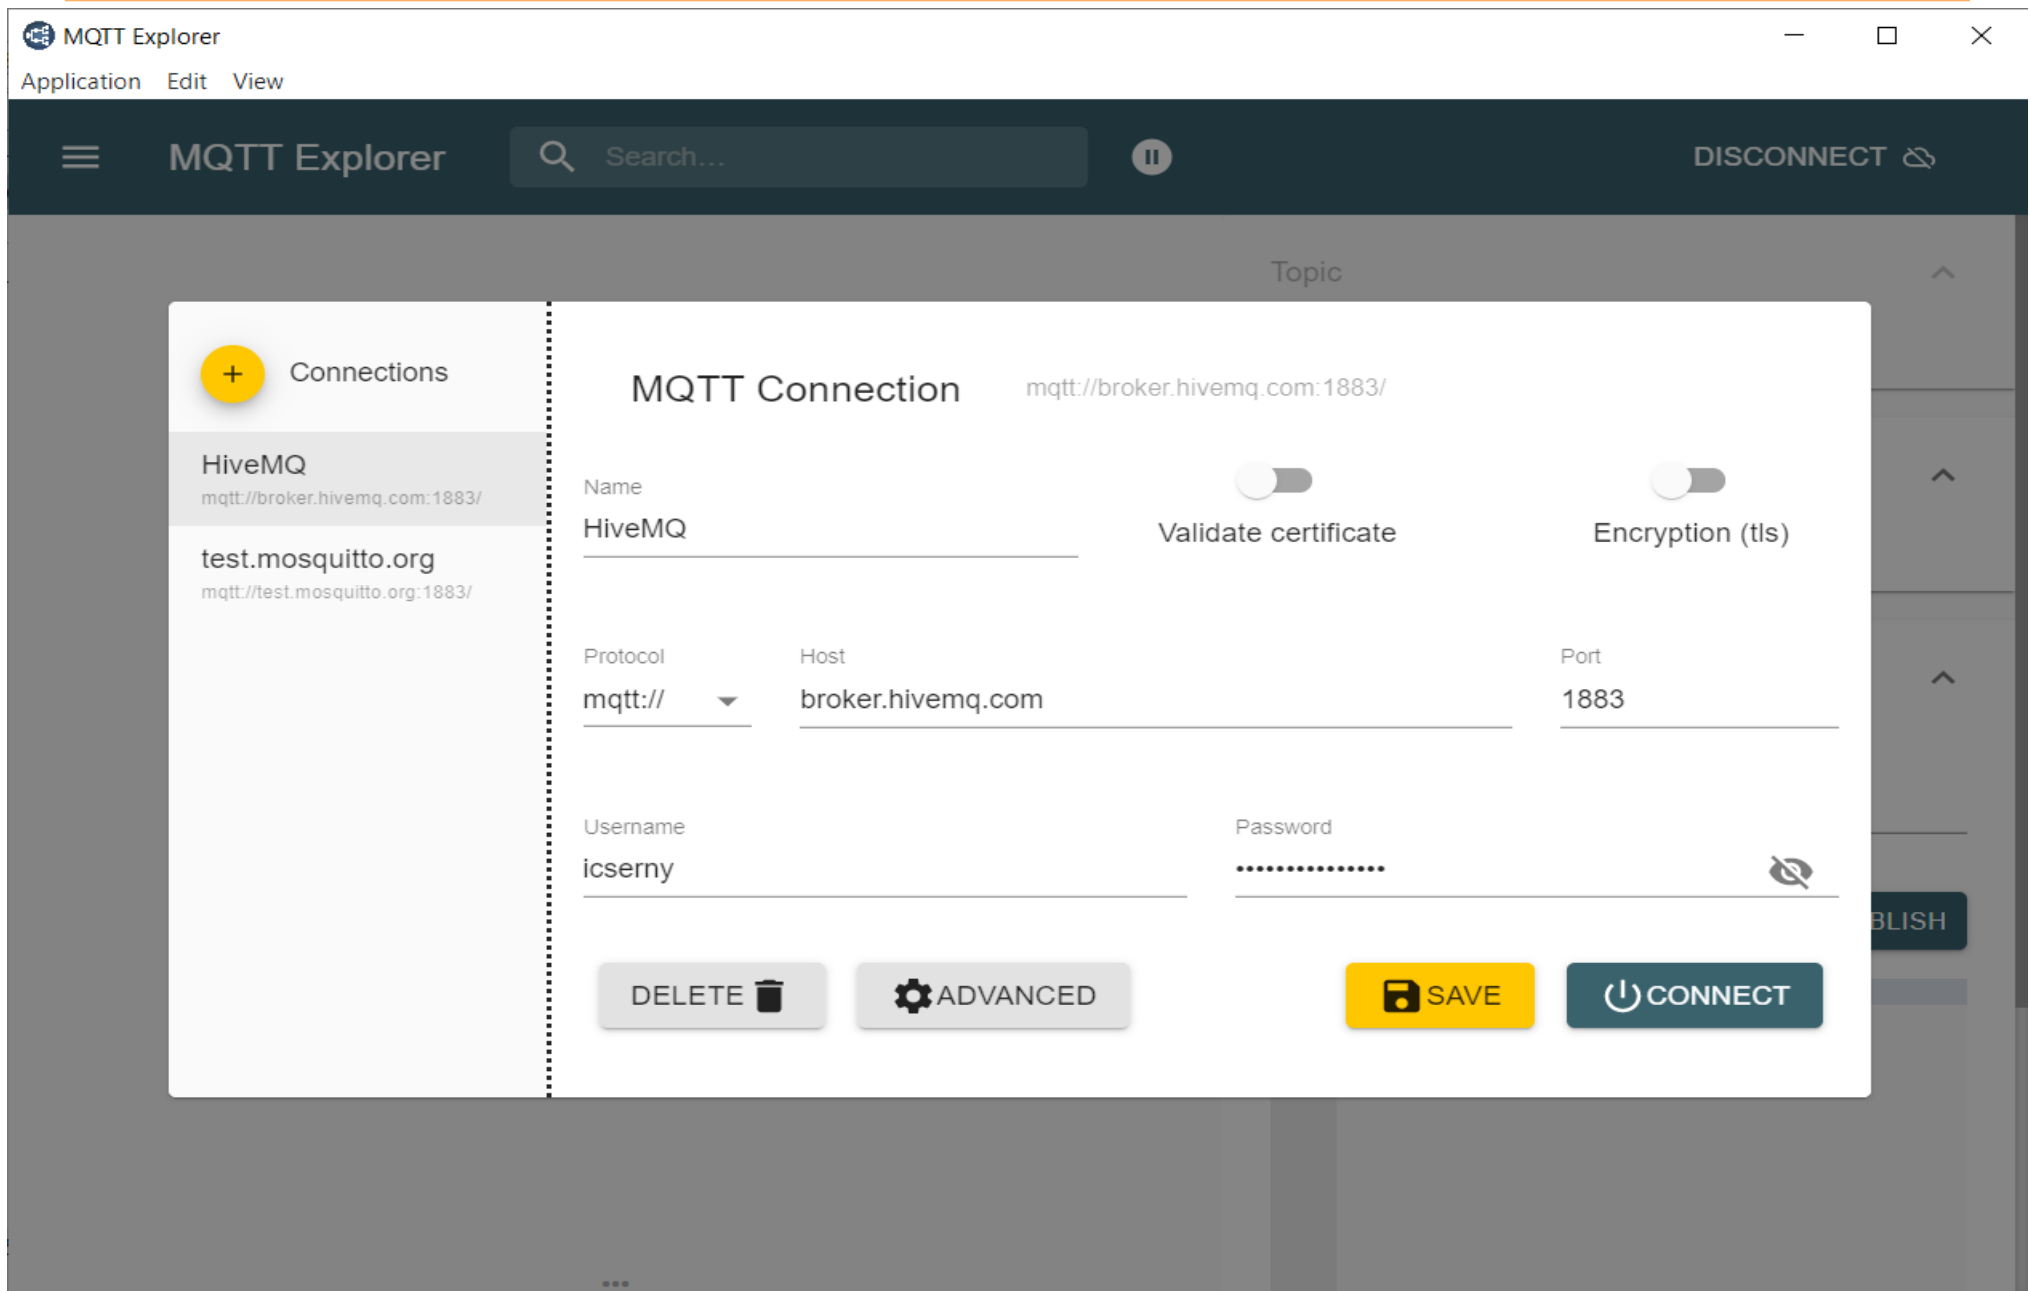 MQTT Explorer
Application Edit View
MQTT Explorer
Search...
DISCONNECT
Topic
+ Connections
MQTT Connection mqtt://broker.hivemq.com:1883/
HiveMQ
mqtt://broker.hivemq.com:1883/
test.mosquitto.org
mqtt://test.mosquitto.org:1883/
Name
HiveMQ
Validate certificate
Encryption (tls)
Protocol
mqtt://
Host
broker.hivemq.com
Port
1883
Username
icserny
Password
•••••••••••••••
BLISH
DELETE
ADVANCED
SAVE
CONNECT